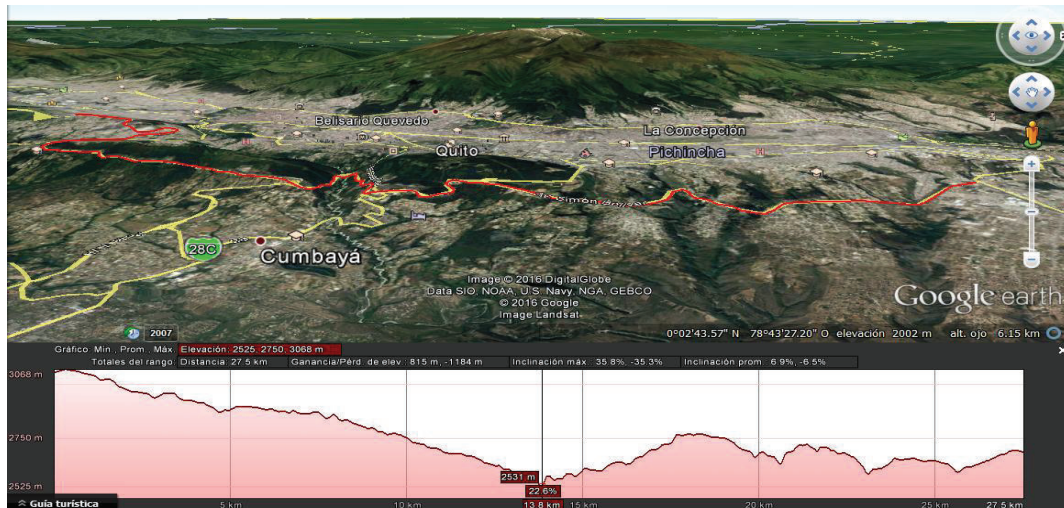 Belisario Quevedo
La Concepción
Quito
Pichincha
28C
Cumbayá
Image © 2016 DigitalGlobe
Data SIO, NOAA, U.S. Navy, NGA, GEBCO
© 2016 Google
Image Landsat
Google earth
2007
0°02'43.57" N 78°43'27.20" O elevación 2002 m alt. ojo 6.15 km
Gráfico: Mín., Prom., Máx. Elevación: 2525, 2750, 3068 m
Totales del rango: Distancia: 27.5 km Ganancia/Pérd. de elev.: 815 m, -1184 m Inclinación máx.: 35.8%, -35.3% Inclinación prom.: 6.9%, -6.5%
3068 m
2750 m
2531 m
2525 m
22.6%
Guía turística
5 km 10 km 13.8 km 15 km 20 km 25 km 27.5 km